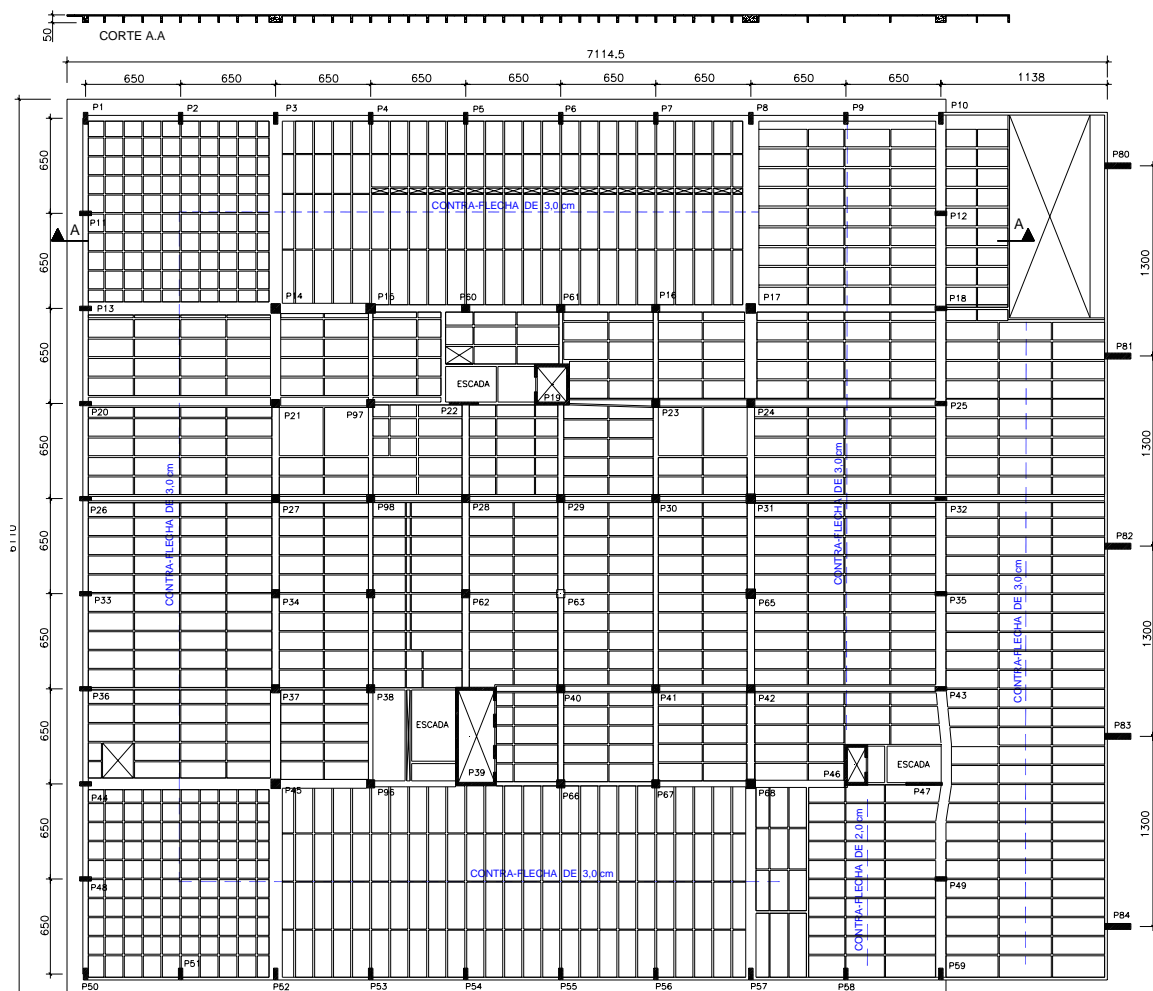 50
CORTE A.A
7114.5
650 650 650 650 650 650 650 650 650 1138
P1 P2 P3 P4 P5 P6 P7 P8 P9 P10
650
P80
CONTRA-FLECHA DE 3,0 cm
P11 P12
A A
650
1300
P13 P14 P15 P60 P61 P16 P17 P18
650
P81
ESCADA
P19
P20 P21 P97 P22 P23 P24 P25
650
1300
CONTRA-FLECHA DE 3,0 cm
CONTRA-FLECHA DE 3,0 cm
P26 P27 P98 P28 P29 P30 P31 P32
650
P82
P33 P34 P62 P63 P65 P35
650
1300
CONTRA-FLECHA DE 3,0 cm
P36 P37 P38 P40 P41 P42 P43
650
ESCADA
P83
P39
P46
ESCADA
P47
P44 P45 P96 P66 P67 P68
650
1300
CONTRA-FLECHA DE 2,0 cm
CONTRA-FLECHA DE 3,0 cm
P48 P49
650
P84
P51
P59
P50 P52 P53 P54 P55 P56 P57 P58